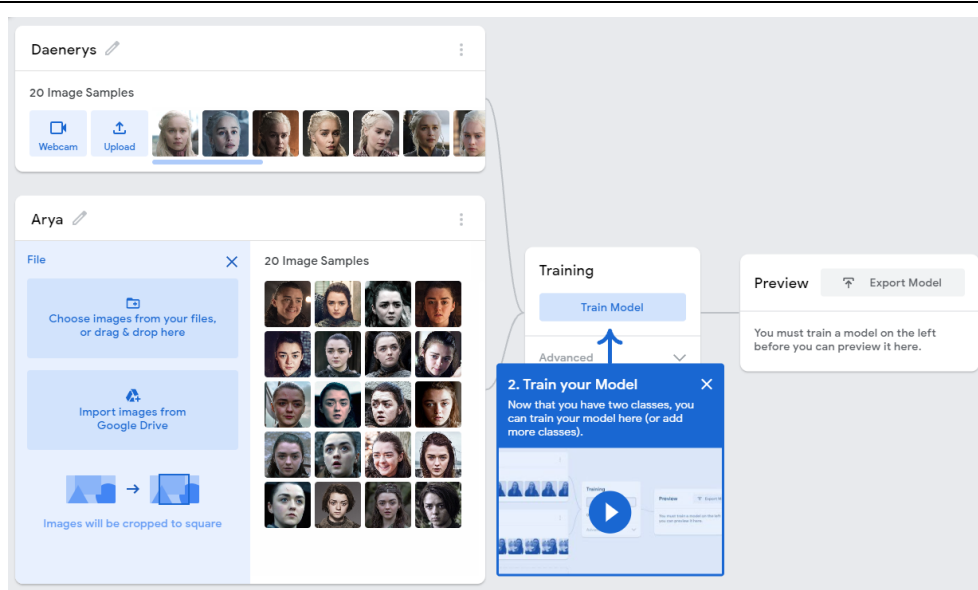 Daenerys
20 Image Samples
Webcam
Upload
Arya
File
Choose images from your files,
or drag & drop here
Import images from
Google Drive
Images will be cropped to square
20 Image Samples
Training
Train Model
Advanced
2. Train your Model
Now that you have two classes, you
can train your model here (or add
more classes).
Training
Preview
Preview
Export Model
You must train a model on the left
before you can preview it here.